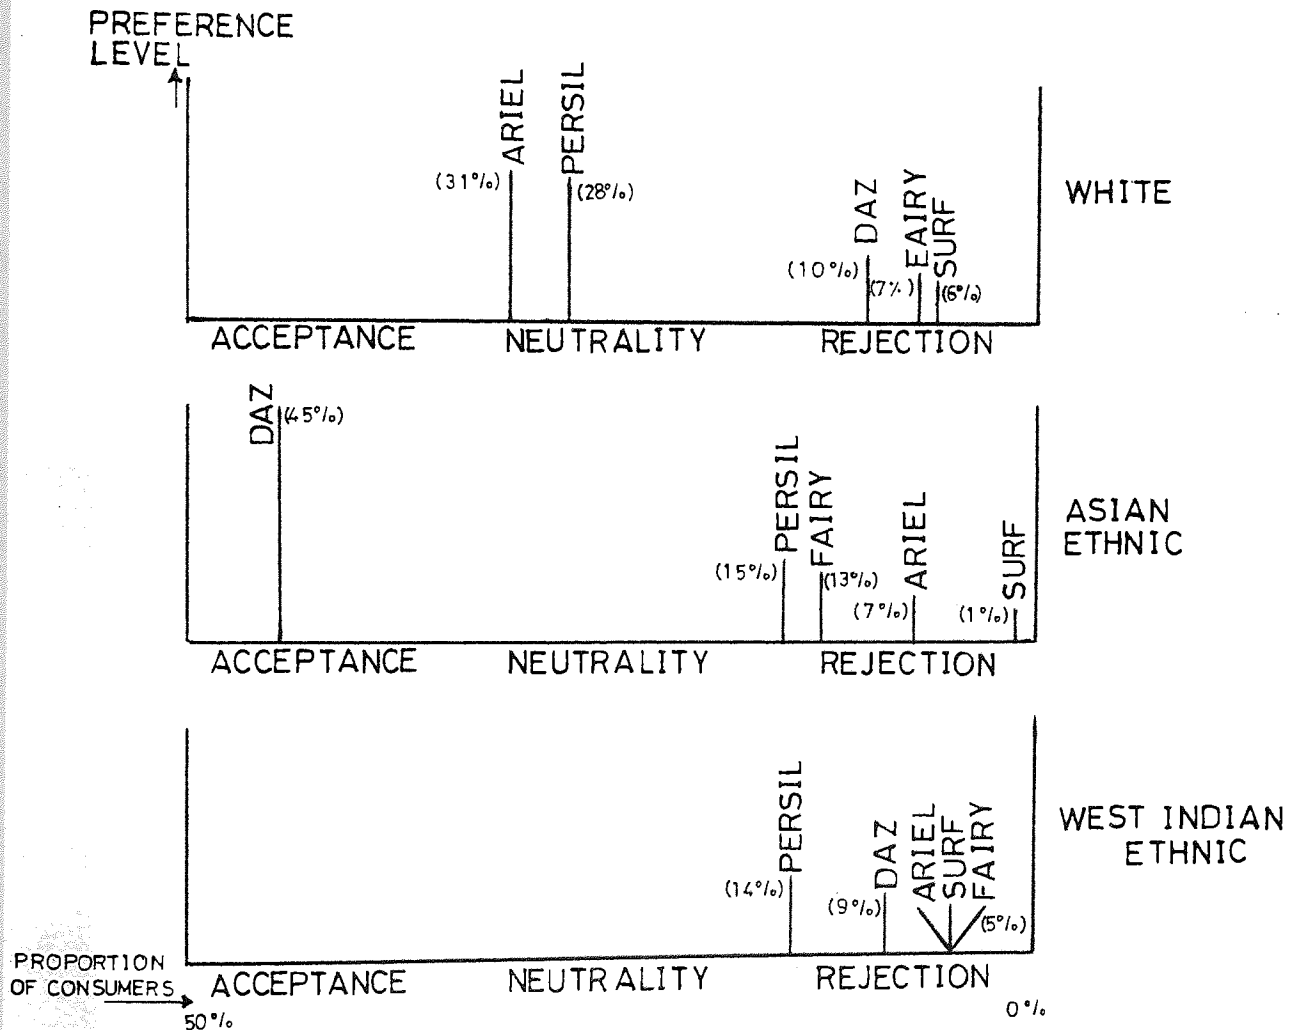 PREFERENCE
LEVEL
ARIEL
(31%)
PERSIL
(28%)
DAZ
(10%)
EAIRY
(7%)
SURF
(6%)
WHITE
ACCEPTANCE NEUTRALITY REJECTION
DAZ
(45%)
PERSIL
(15%)
FAIRY
(13%)
ARIEL
(7%)
SURF
(1%)
ASIAN
ETHNIC
ACCEPTANCE NEUTRALITY REJECTION
PERSIL
(14%)
DAZ
(9%)
ARIEL
SURF
FAIRY
(5%)
WEST INDIAN
ETHNIC
ACCEPTANCE NEUTRALITY REJECTION
PROPORTION
OF CONSUMERS
50% 0%